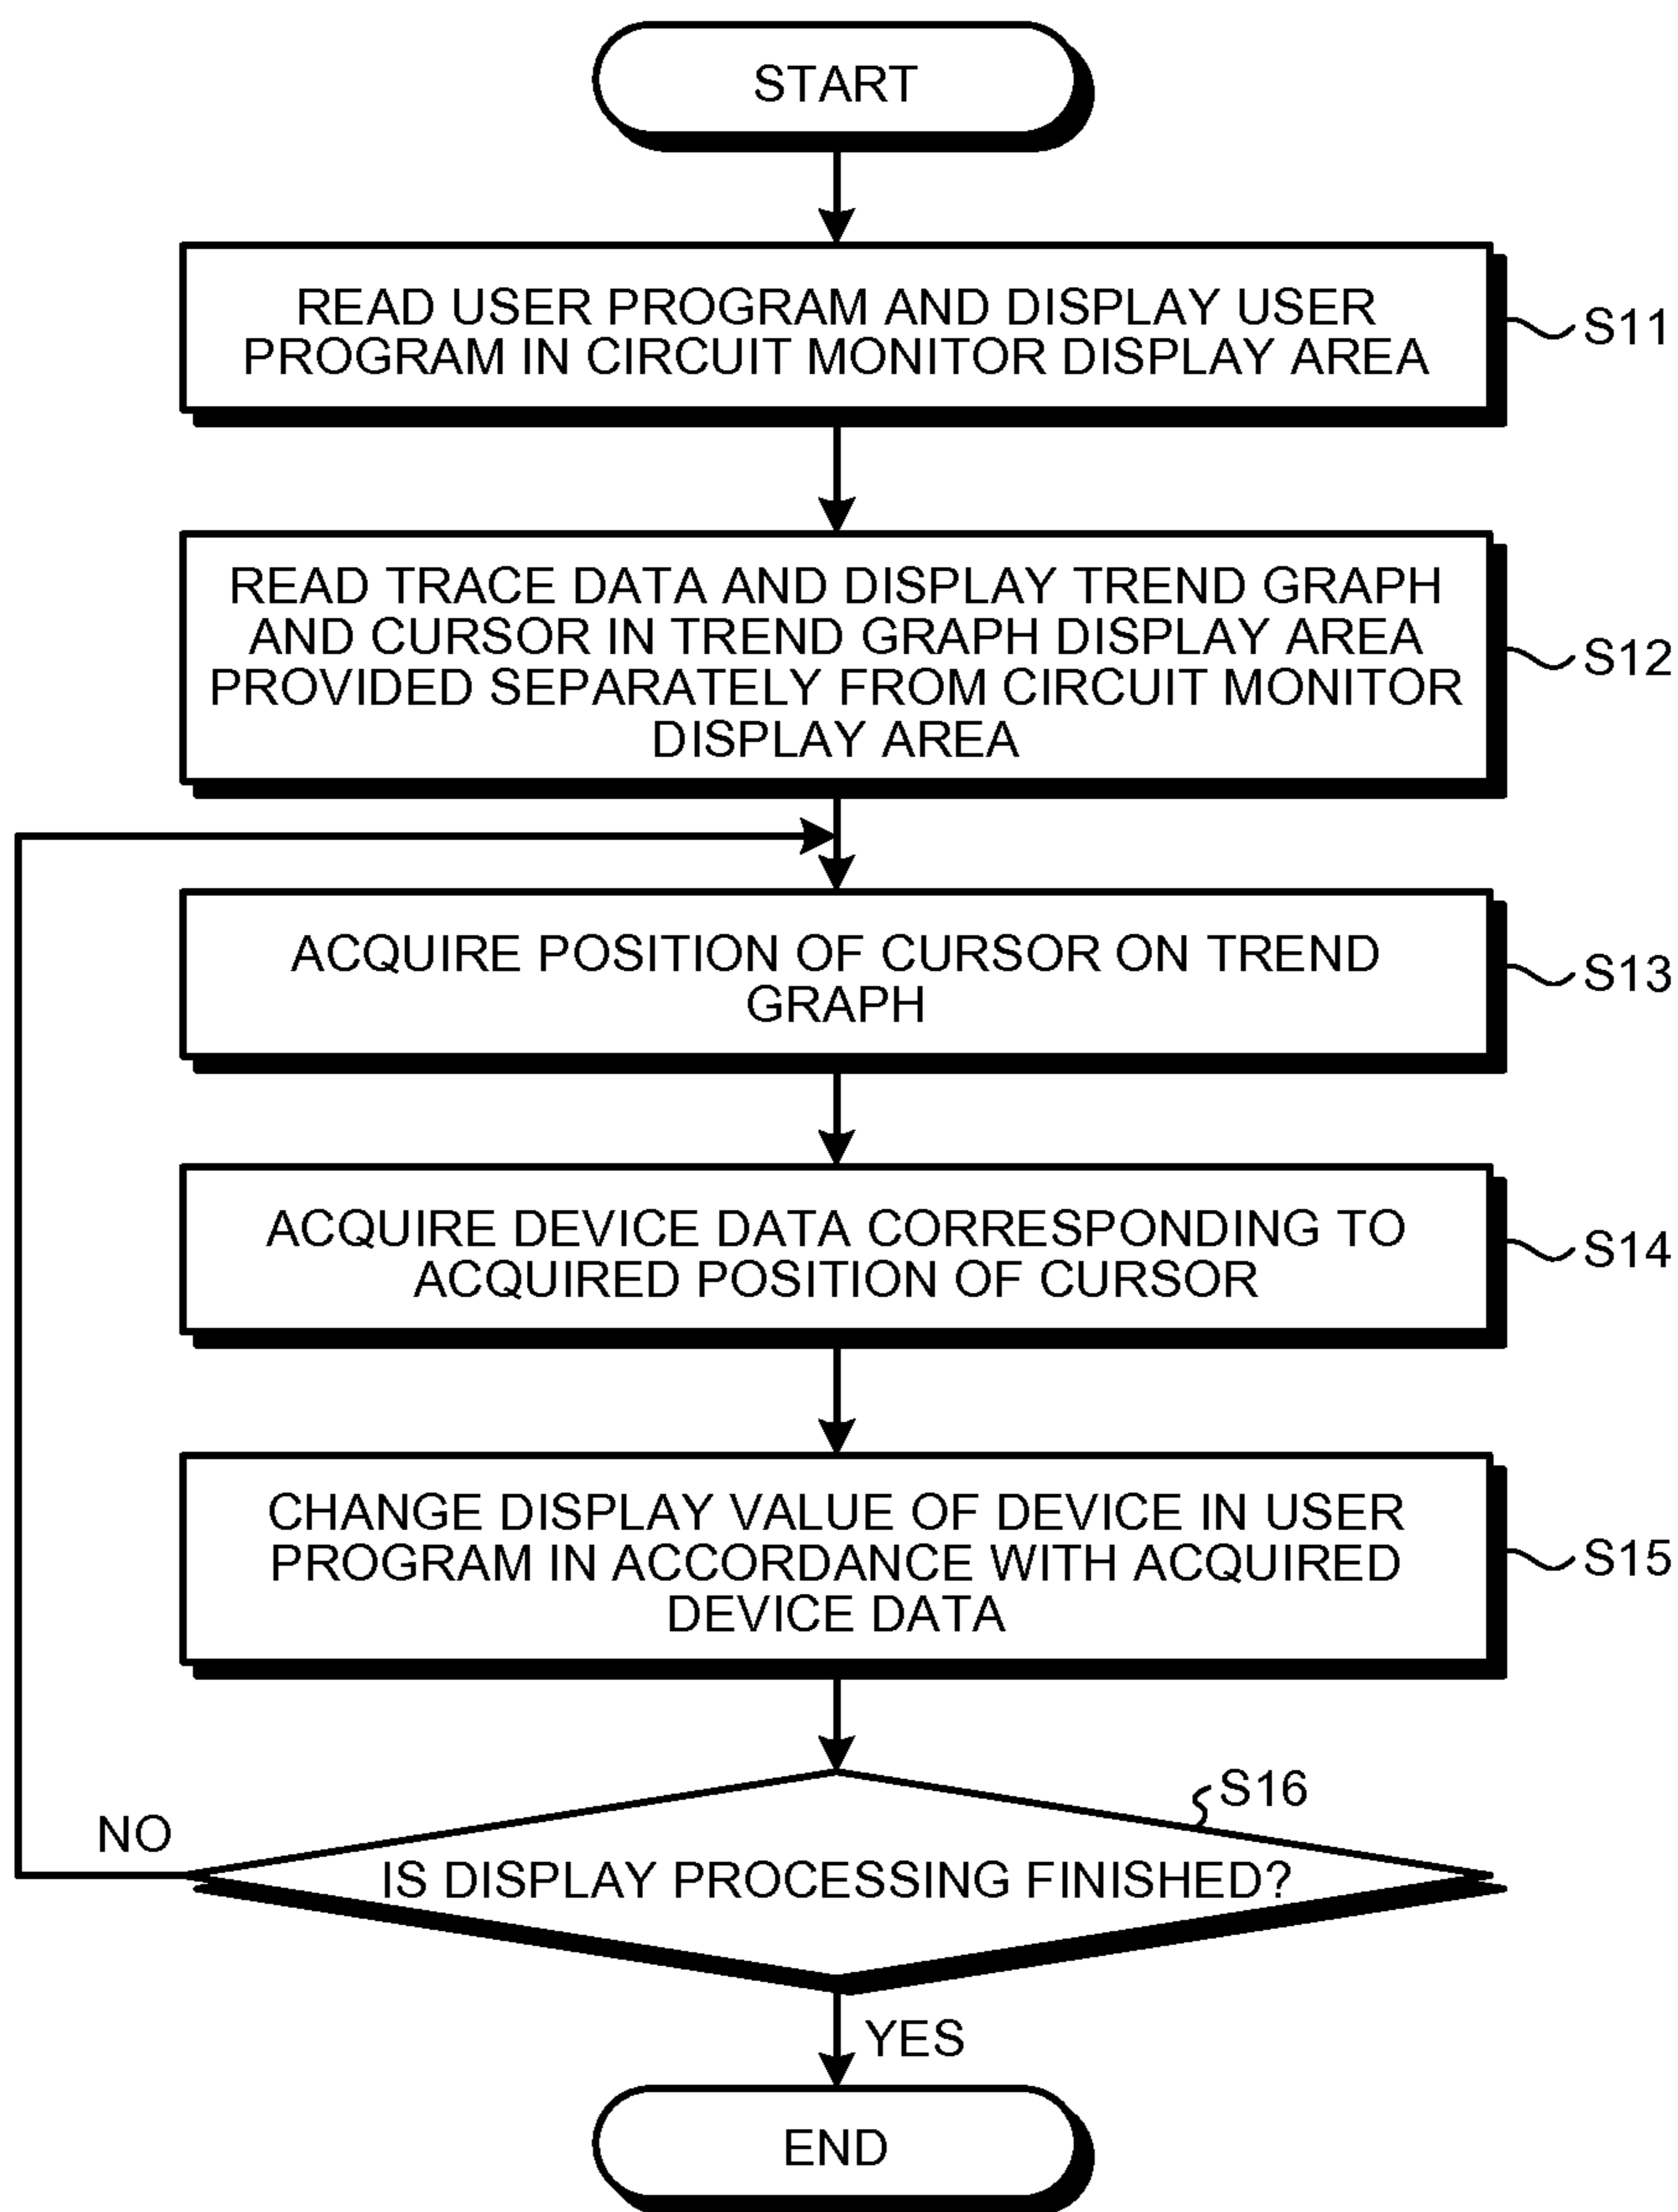 START
READ USER PROGRAM AND DISPLAY USER
PROGRAM IN CIRCUIT MONITOR DISPLAY AREA
S11
READ TRACE DATA AND DISPLAY TREND GRAPH
AND CURSOR IN TREND GRAPH DISPLAY AREA
PROVIDED SEPARATELY FROM CIRCUIT MONITOR
DISPLAY AREA
S12
ACQUIRE POSITION OF CURSOR ON TREND
GRAPH
S13
ACQUIRE DEVICE DATA CORRESPONDING TO
ACQUIRED POSITION OF CURSOR
S14
CHANGE DISPLAY VALUE OF DEVICE IN USER
PROGRAM IN ACCORDANCE WITH ACQUIRED
DEVICE DATA
S15
S16
NO
IS DISPLAY PROCESSING FINISHED?
YES
END